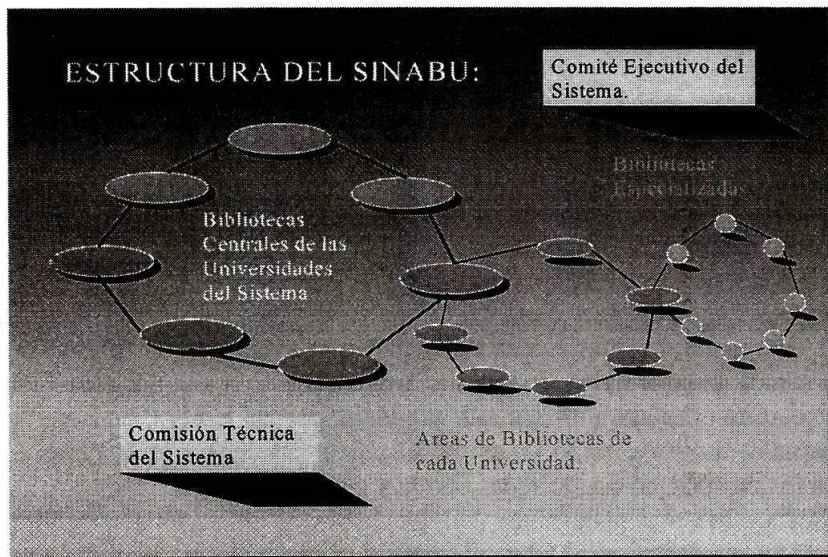 ESTRUCTURA DEL SINABU:
Comité Ejecutivo del
Sistema.
Bibliotecas
Especializadas
Bibliotecas
Centrales de las
Universidades
del Sistema
Comisión Técnica
del Sistema
Areas de Bibliotecas de
cada Universidad.